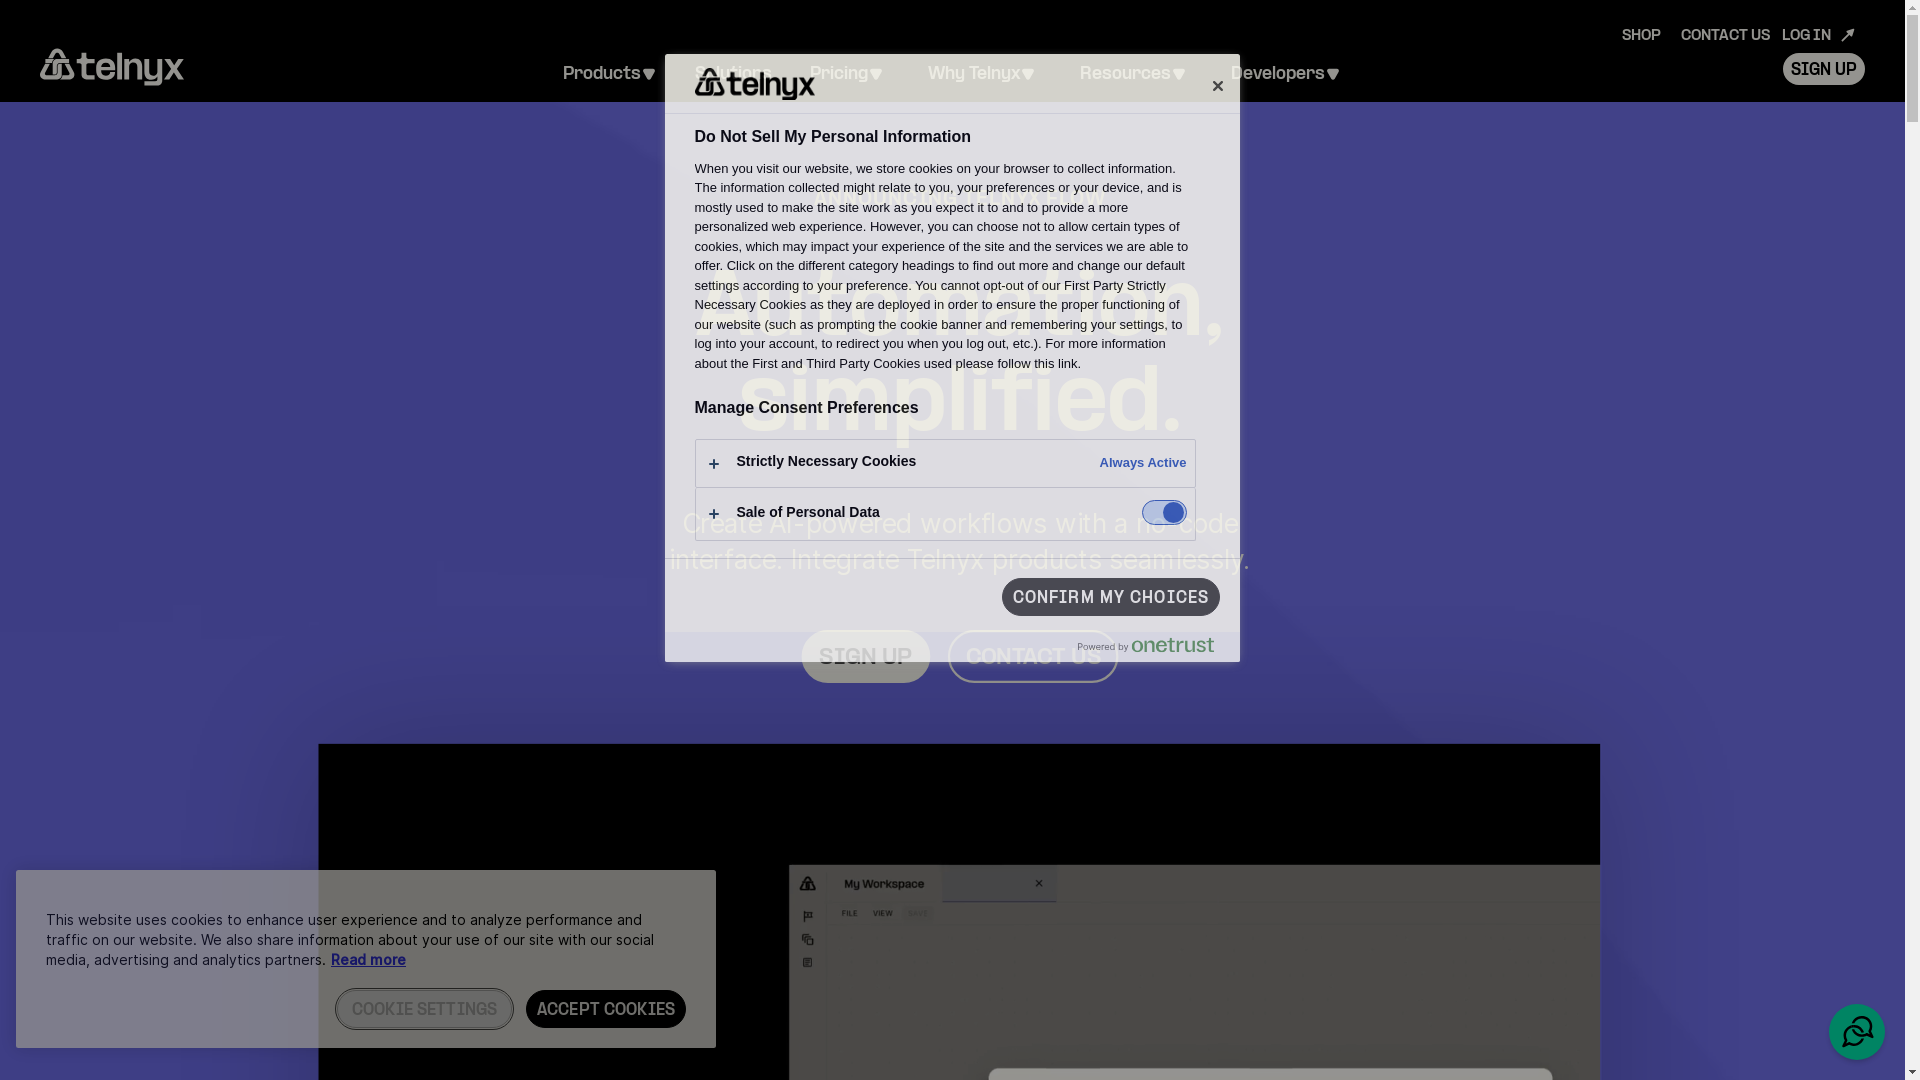 SHOP CONTACT US LOG IN
telnyx Products Solutions Pricing Why Telnyx Resources Developers SIGN UP
telnyx
Do Not Sell My Personal Information
When you visit our website, we store cookies on your browser to collect information.
The information collected might relate to you, your preferences or your device, and is
mostly used to make the site work as you expect it to and to provide a more
personalized web experience. However, you can choose not to allow certain types of
cookies, which may impact your experience of the site and the services we are able to
offer. Click on the different category headings to find out more and change our default
settings according to your preference. You cannot opt-out of our First Party Strictly
Necessary Cookies as they are deployed in order to ensure the proper functioning of
our website (such as prompting the cookie banner and remembering your settings, to
log into your account, to redirect you when you log out, etc.). For more information
about the First and Third Party Cookies used please follow this link.
ANNOUNCING TELNYX FLOW
Automation,
simplified.
Manage Consent Preferences
Strictly Necessary Cookies Always Active
Sale of Personal Data
Create AI-powered workflows with a no-code
interface. Integrate Telnyx products seamlessly.
CONFIRM MY CHOICES
Powered by onetrust
SIGN UP CONTACT US
My Workspace
FILE VIEW SAVE
This website uses cookies to enhance user experience and to analyze performance and
traffic on our website. We also share information about your use of our site with our social
media, advertising and analytics partners. Read more
COOKIE SETTINGS ACCEPT COOKIES